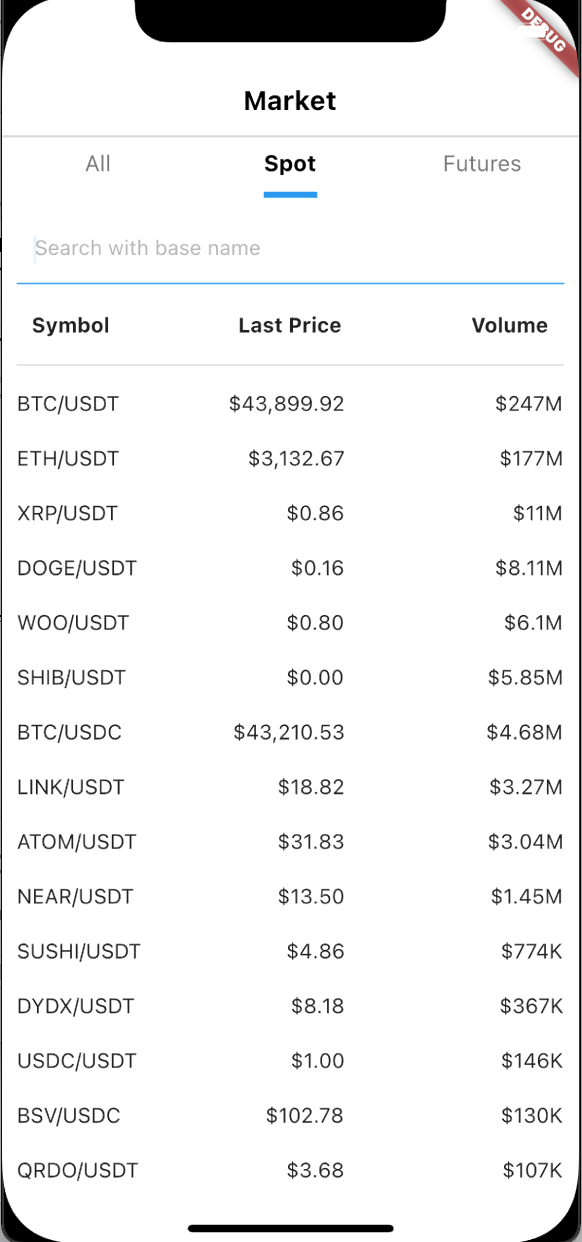 DEBUG
Market
All Spot Futures
Search with base name
Symbol Last Price Volume
BTC/USDT $43,899.92 $247M
ETH/USDT $3,132.67 $177M
XRP/USDT $0.86 $11M
DOGE/USDT $0.16 $8.11M
WOO/USDT $0.80 $6.1M
SHIB/USDT $0.00 $5.85M
BTC/USDC $43,210.53 $4.68M
LINK/USDT $18.82 $3.27M
ATOM/USDT $31.83 $3.04M
NEAR/USDT $13.50 $1.45M
SUSHI/USDT $4.86 $774K
DYDX/USDT $8.18 $367K
USDC/USDT $1.00 $146K
BSV/USDC $102.78 $130K
QRDO/USDT $3.68 $107K